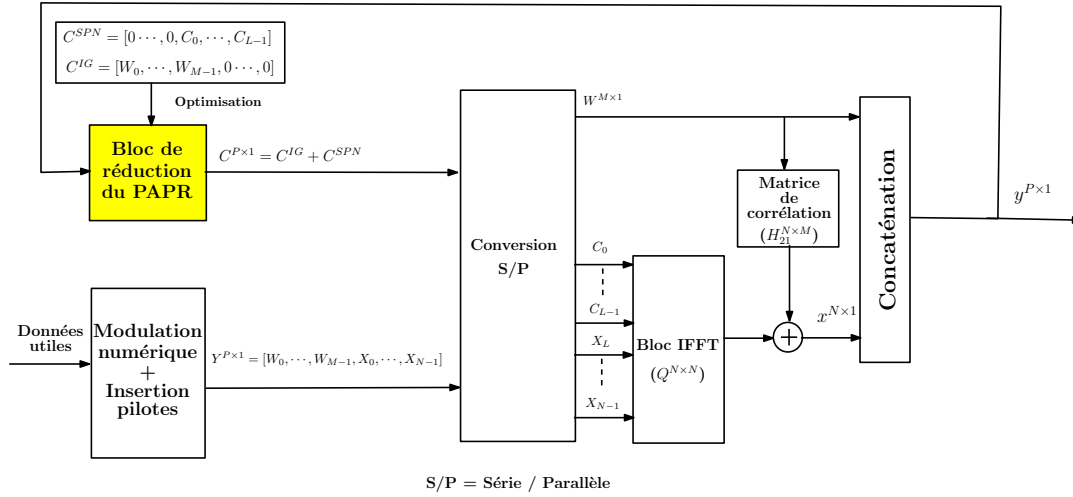 C^{SPN} = [0 ⋯, 0, C_0, ⋯, C_{L−1}]
C^{IG} = [W_0, ⋯, W_{M−1}, 0 ⋯, 0]
Optimisation
Bloc de
réduction
du PAPR
C^{P×1} = C^{IG} + C^{SPN}
Données
utiles
Modulation
numérique
+
Insertion
pilotes
Y^{P×1} = [W_0, ⋯, W_{M−1}, X_0, ⋯, X_{N−1}]
Conversion
S/P
W^{M×1}
C_0
C_{L−1}
X_L
X_{N−1}
Bloc IFFT
(Q^{N×N})
Matrice
de
corrélation
(H_{21}^{N×M})
+
x^{N×1}
Concaténation
y^{P×1}
S/P = Série / Parallèle